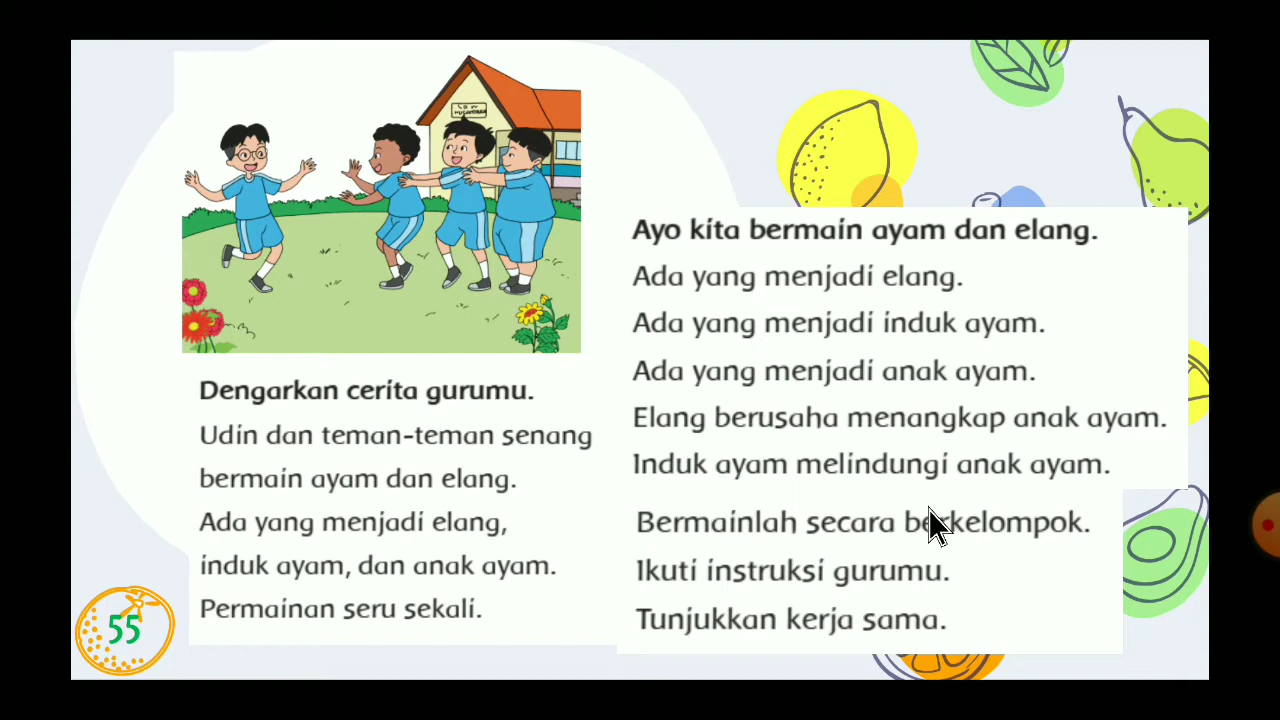 SDN
NUSANTARA
Dengarkan cerita gurumu.
Udin dan teman-teman senang
bermain ayam dan elang.
Ada yang menjadi elang,
induk ayam, dan anak ayam.
Permainan seru sekali.
55
Ayo kita bermain ayam dan elang.
Ada yang menjadi elang.
Ada yang menjadi induk ayam.
Ada yang menjadi anak ayam.
Elang berusaha menangkap anak ayam.
Induk ayam melindungi anak ayam.
Bermainlah secara berkelompok.
Ikuti instruksi gurumu.
Tunjukkan kerja sama.